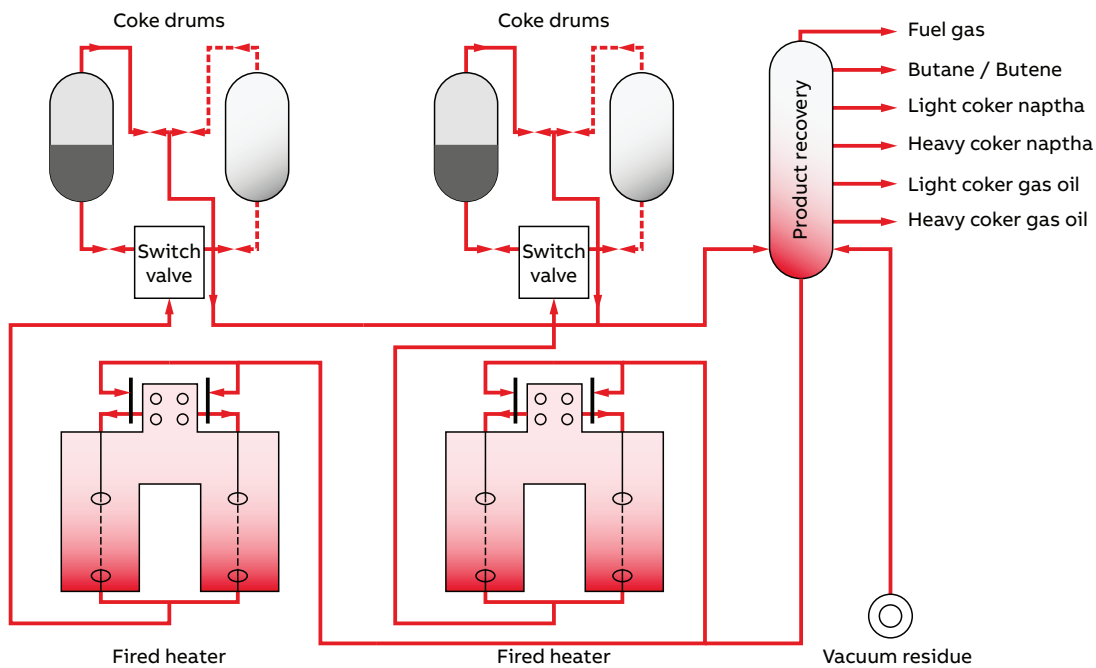 Coke drums
Coke drums
Fuel gas
Butane / Butene
Light coker naptha
Heavy coker naptha
Light coker gas oil
Heavy coker gas oil
Product recovery
Switch
valve
Switch
valve
Fired heater
Fired heater
Vacuum residue